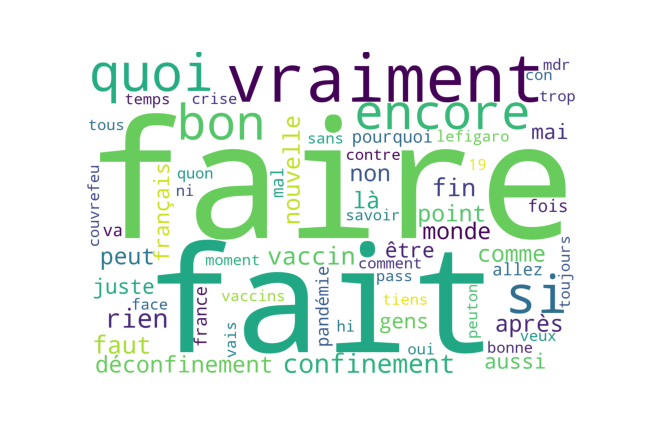 quoi vraiment mdr
con
temps crise trop
tous bon encore mai
nouvelle sans pourquoi lefigaro
faire
couvrefeu français quon ni mal contre non 19
là fin fois
savoir point
va monde
peut moment vaccin être comme
fait comment allez toujours
juste vaccins pass si
face pandémie tiens
rien france vais hi gens peuton après
faut oui veux
bonne
déconfinement confinement aussi